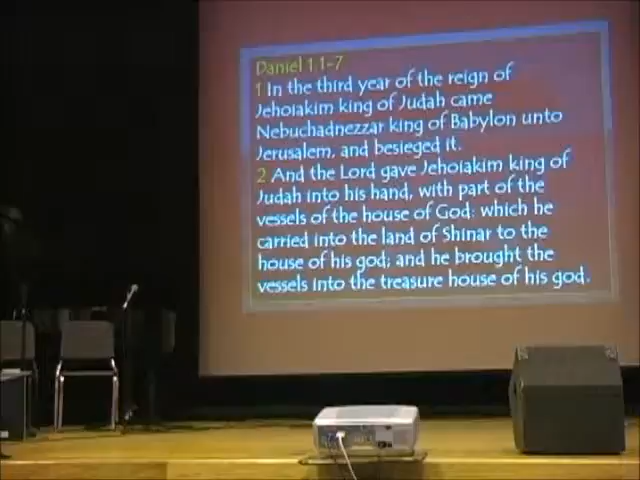 Daniel 1:1-7
1 In the third year of the reign of
Jehoiakim king of Judah came
Nebuchadnezzar king of Babylon unto
Jerusalem, and besieged it.
2 And the Lord gave Jehoiakim king of
Judah into his hand, with part of the
vessels of the house of God: which he
carried into the land of Shinar to the
house of his god; and he brought the
vessels into the treasure house of his god.